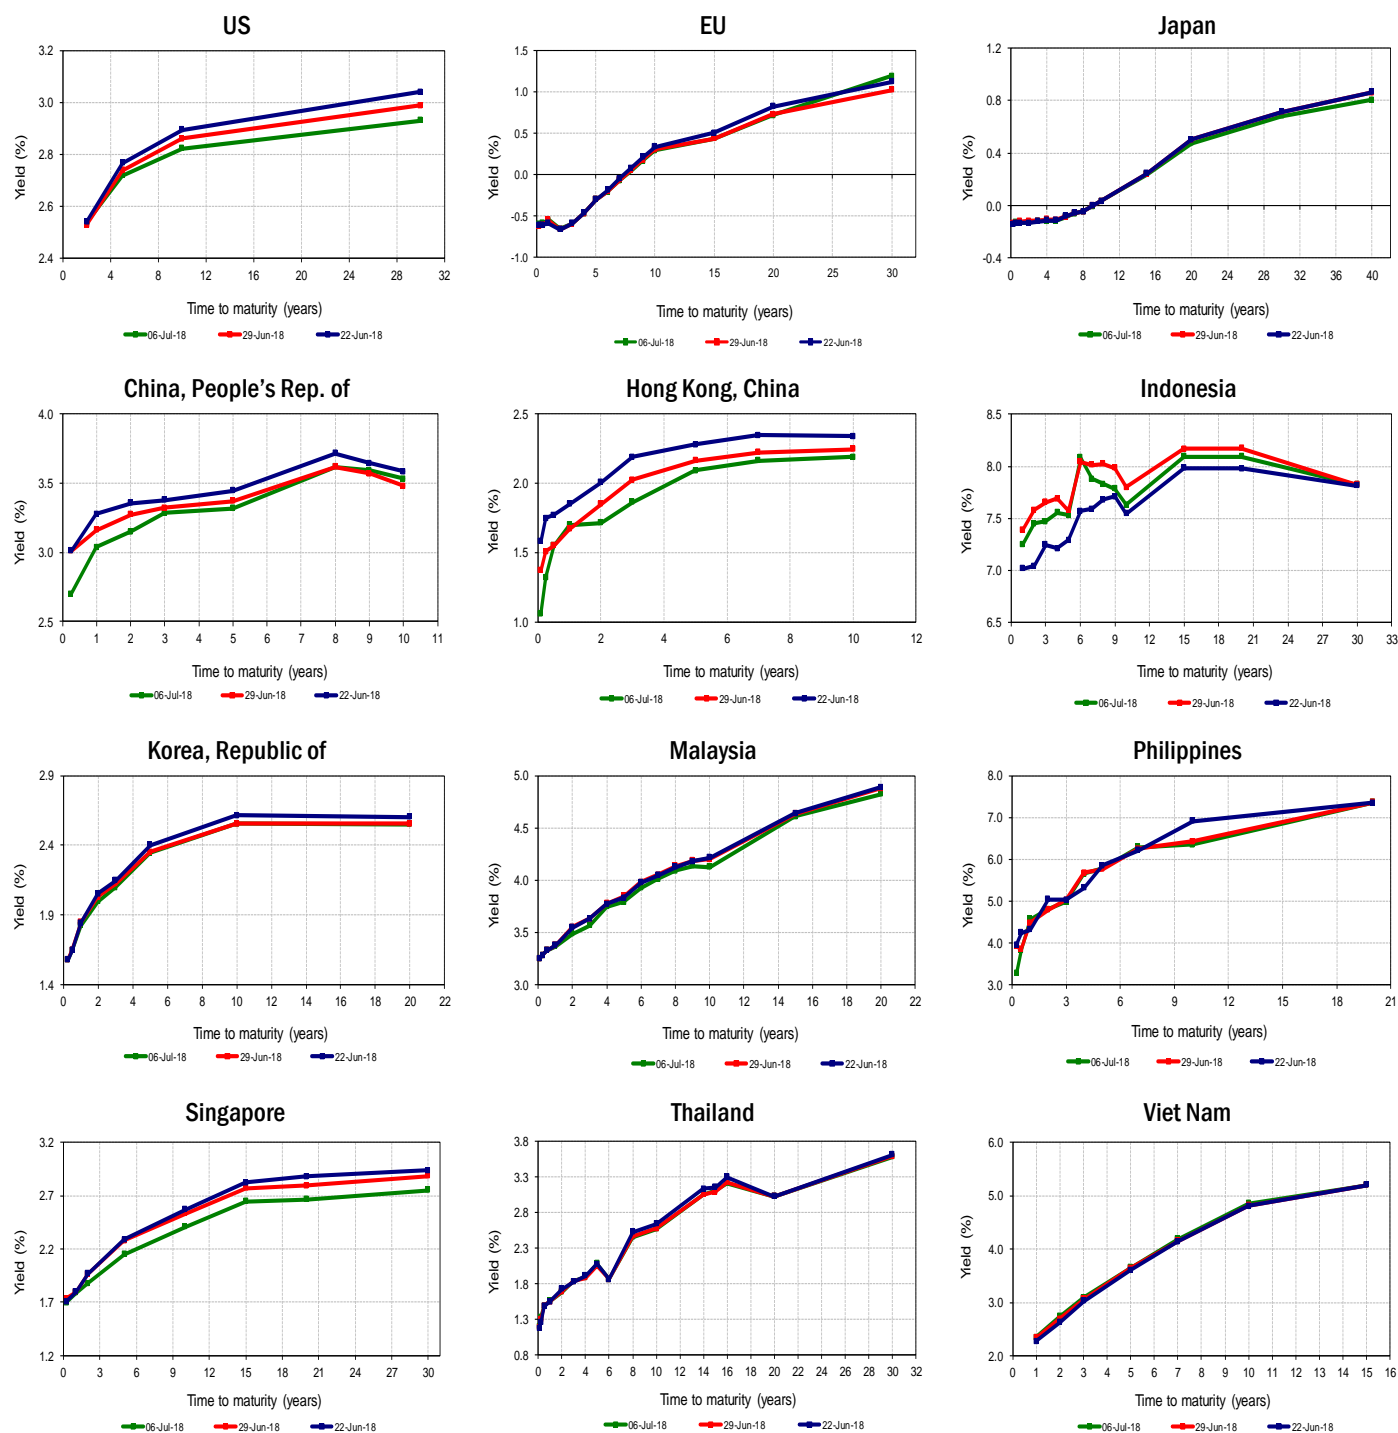 US
Yield (%)
3.2
3.0
2.8
2.6
2.4
0 4 8 12 16 20 24 28 32
Time to maturity (years)
06-Jul-18 29-Jun-18 22-Jun-18
EU
Yield (%)
1.5
1.0
0.5
0.0
-0.5
-1.0
0 5 10 15 20 25 30
Time to maturity (years)
06-Jul-18 29-Jun-18 22-Jun-18
Japan
Yield (%)
1.2
0.8
0.4
0.0
-0.4
0 4 8 12 16 20 24 28 32 36 40
Time to maturity (years)
06-Jul-18 29-Jun-18 22-Jun-18
China, People's Rep. of
Yield (%)
4.0
3.5
3.0
2.5
0 1 2 3 4 5 6 7 8 9 10 11
Time to maturity (years)
06-Jul-18 29-Jun-18 22-Jun-18
Hong Kong, China
Yield (%)
2.5
2.0
1.5
1.0
0 2 4 6 8 10 12
Time to maturity (years)
06-Jul-18 29-Jun-18 22-Jun-18
Indonesia
Yield (%)
8.5
8.0
7.5
7.0
6.5
0 3 6 9 12 15 18 21 24 27 30 33
Time to maturity (years)
06-Jul-18 29-Jun-18 22-Jun-18
Korea, Republic of
Yield (%)
2.9
2.4
1.9
1.4
0 2 4 6 8 10 12 14 16 18 20 22
Time to maturity (years)
06-Jul-18 29-Jun-18 22-Jun-18
Malaysia
Yield (%)
5.0
4.5
4.0
3.5
3.0
0 2 4 6 8 10 12 14 16 18 20 22
Time to maturity (years)
06-Jul-18 29-Jun-18 22-Jun-18
Philippines
Yield (%)
8.0
7.0
6.0
5.0
4.0
3.0
0 3 6 9 12 15 18 21
Time to maturity (years)
06-Jul-18 29-Jun-18 22-Jun-18
Singapore
Yield (%)
3.2
2.7
2.2
1.7
1.2
0 3 6 9 12 15 18 21 24 27 30
Time to maturity (years)
06-Jul-18 29-Jun-18 22-Jun-18
Thailand
Yield (%)
3.8
3.3
2.8
2.3
1.8
1.3
0.8
0 2 4 6 8 10 12 14 16 18 20 22 24 26 28 30 32
Time to maturity (years)
06-Jul-18 29-Jun-18 22-Jun-18
Viet Nam
Yield (%)
6.0
5.0
4.0
3.0
2.0
0 1 2 3 4 5 6 7 8 9 10 11 12 13 14 15 16
Time to maturity (years)
06-Jul-18 29-Jun-18 22-Jun-18